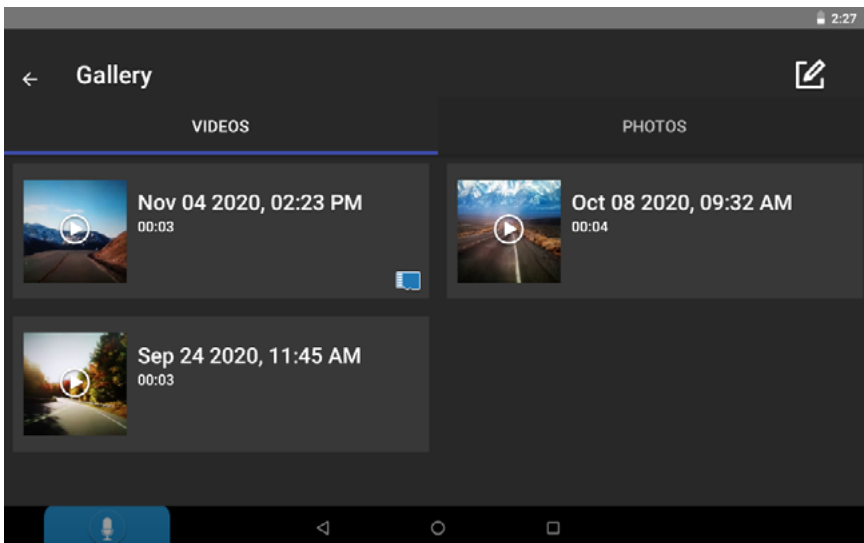 2:27
Gallery
VIDEOS
PHOTOS
Nov 04 2020, 02:23 PM
00:03
Oct 08 2020, 09:32 AM
00:04
Sep 24 2020, 11:45 AM
00:03